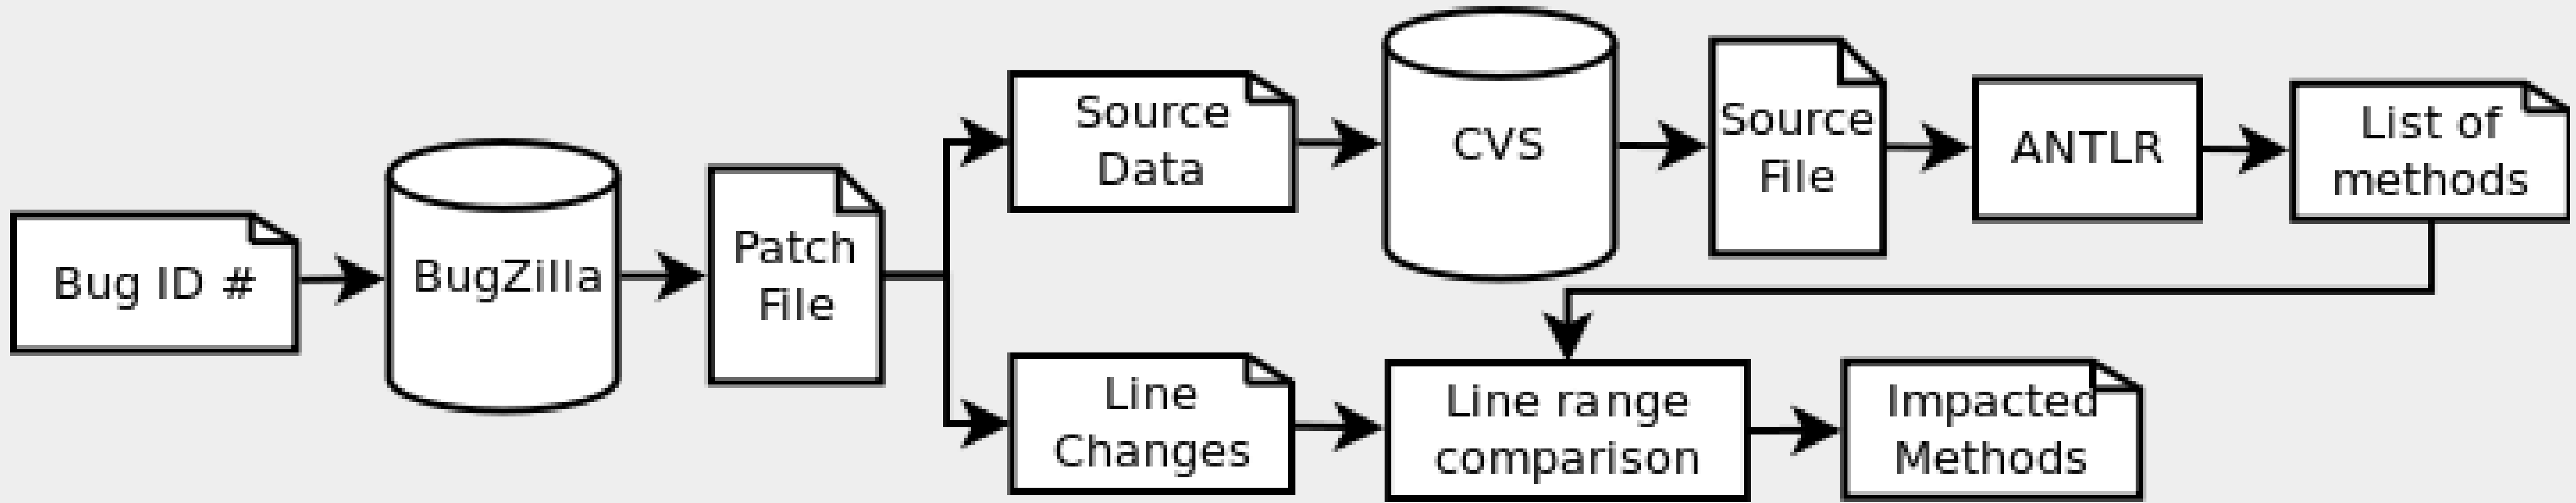 Bug ID #
BugZilla
Patch
File
Source
Data
CVS
Source
File
ANTLR
List of
methods
Line
Changes
Line range
comparison
Impacted
Methods